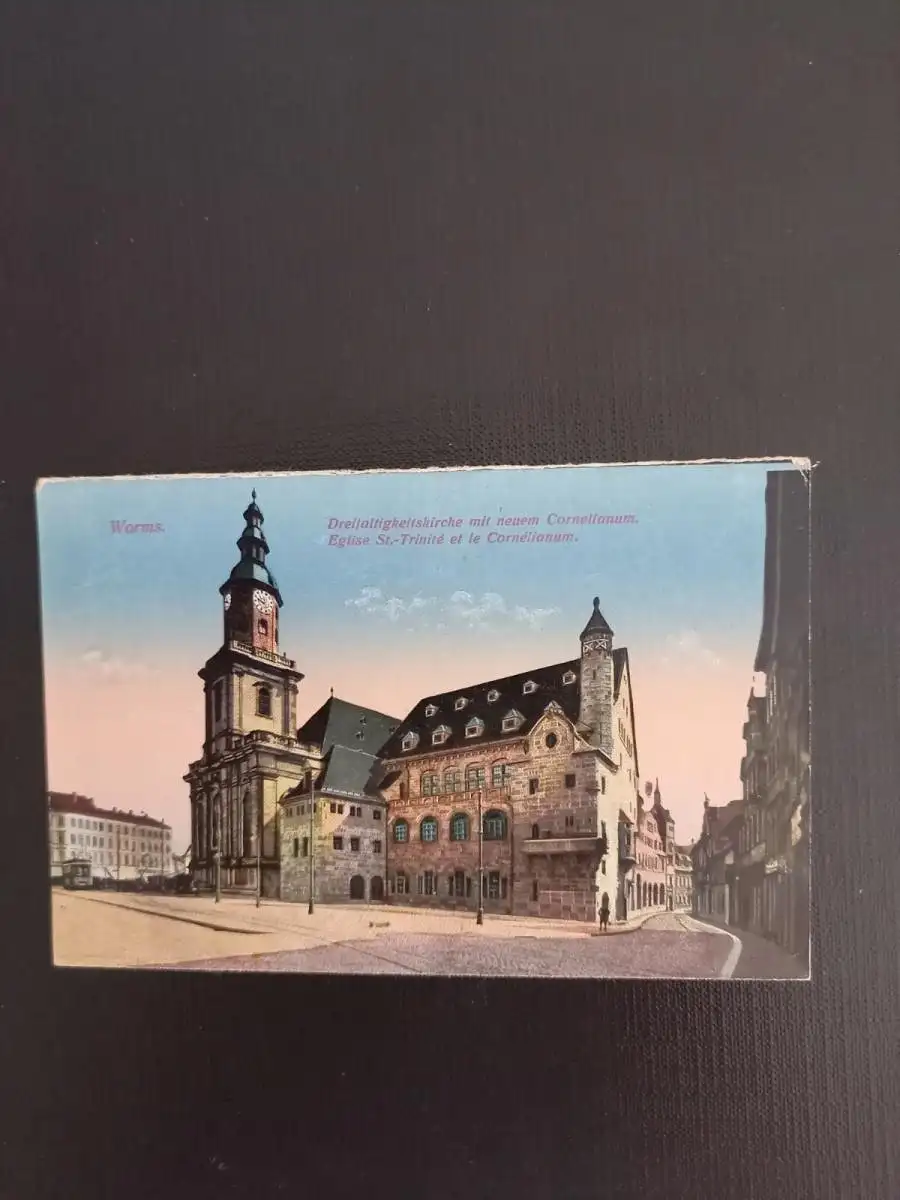 Worms.
Dreifaltigkeitskirche mit neuem Cornelianum.
Eglise St.-Trinité et le Cornélianum.